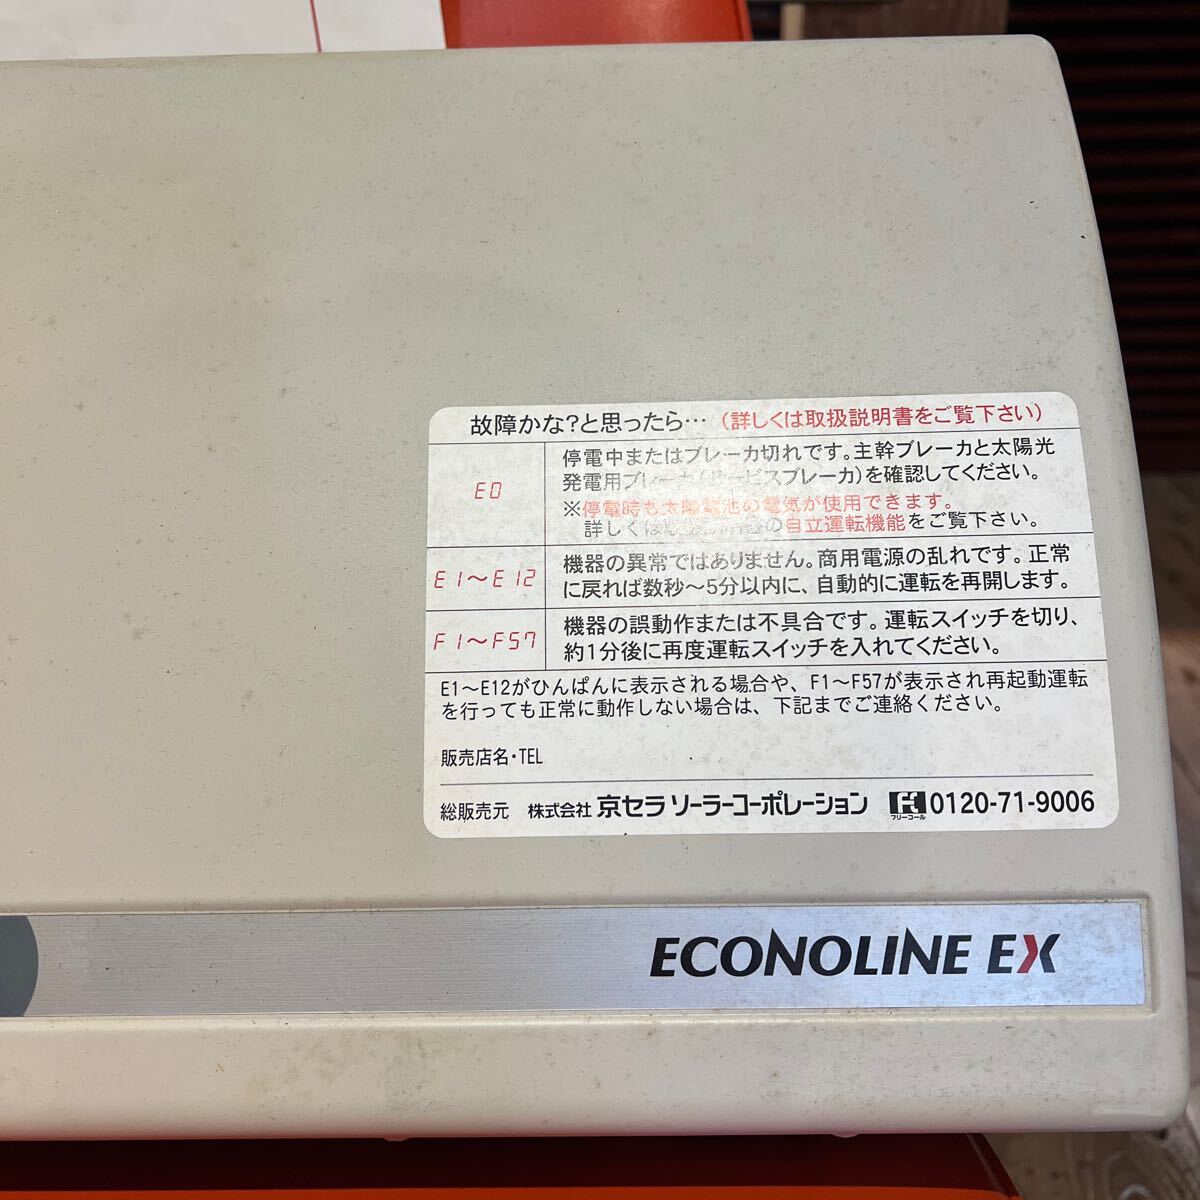 故障かな?と思ったら… (詳しくは取扱説明書をご覧下さい)
E0
停電中またはブレーカ切れです。主幹ブレーカと太陽光
発電用ブレーカ(サービスブレーカ)を確認してください。
※停電時も太陽電池の電気が使用できます。
詳しくは取扱説明書の自立運転機能をご覧下さい。
E1～E12
機器の異常ではありません。商用電源の乱れです。正常
に戻れば数秒～5分以内に、自動的に運転を再開します。
F1～F57
機器の誤動作または不具合です。運転スイッチを切り、
約1分後に再度運転スイッチを入れてください。
E1～E12がひんぱんに表示される場合や、F1～F57が表示され再起動運転
を行っても正常に動作しない場合は、下記までご連絡ください。
販売店名・TEL
総販売元 株式会社 京セラ ソーラーコーポレーション フリーコール 0120-71-9006
ECONOLINE EX